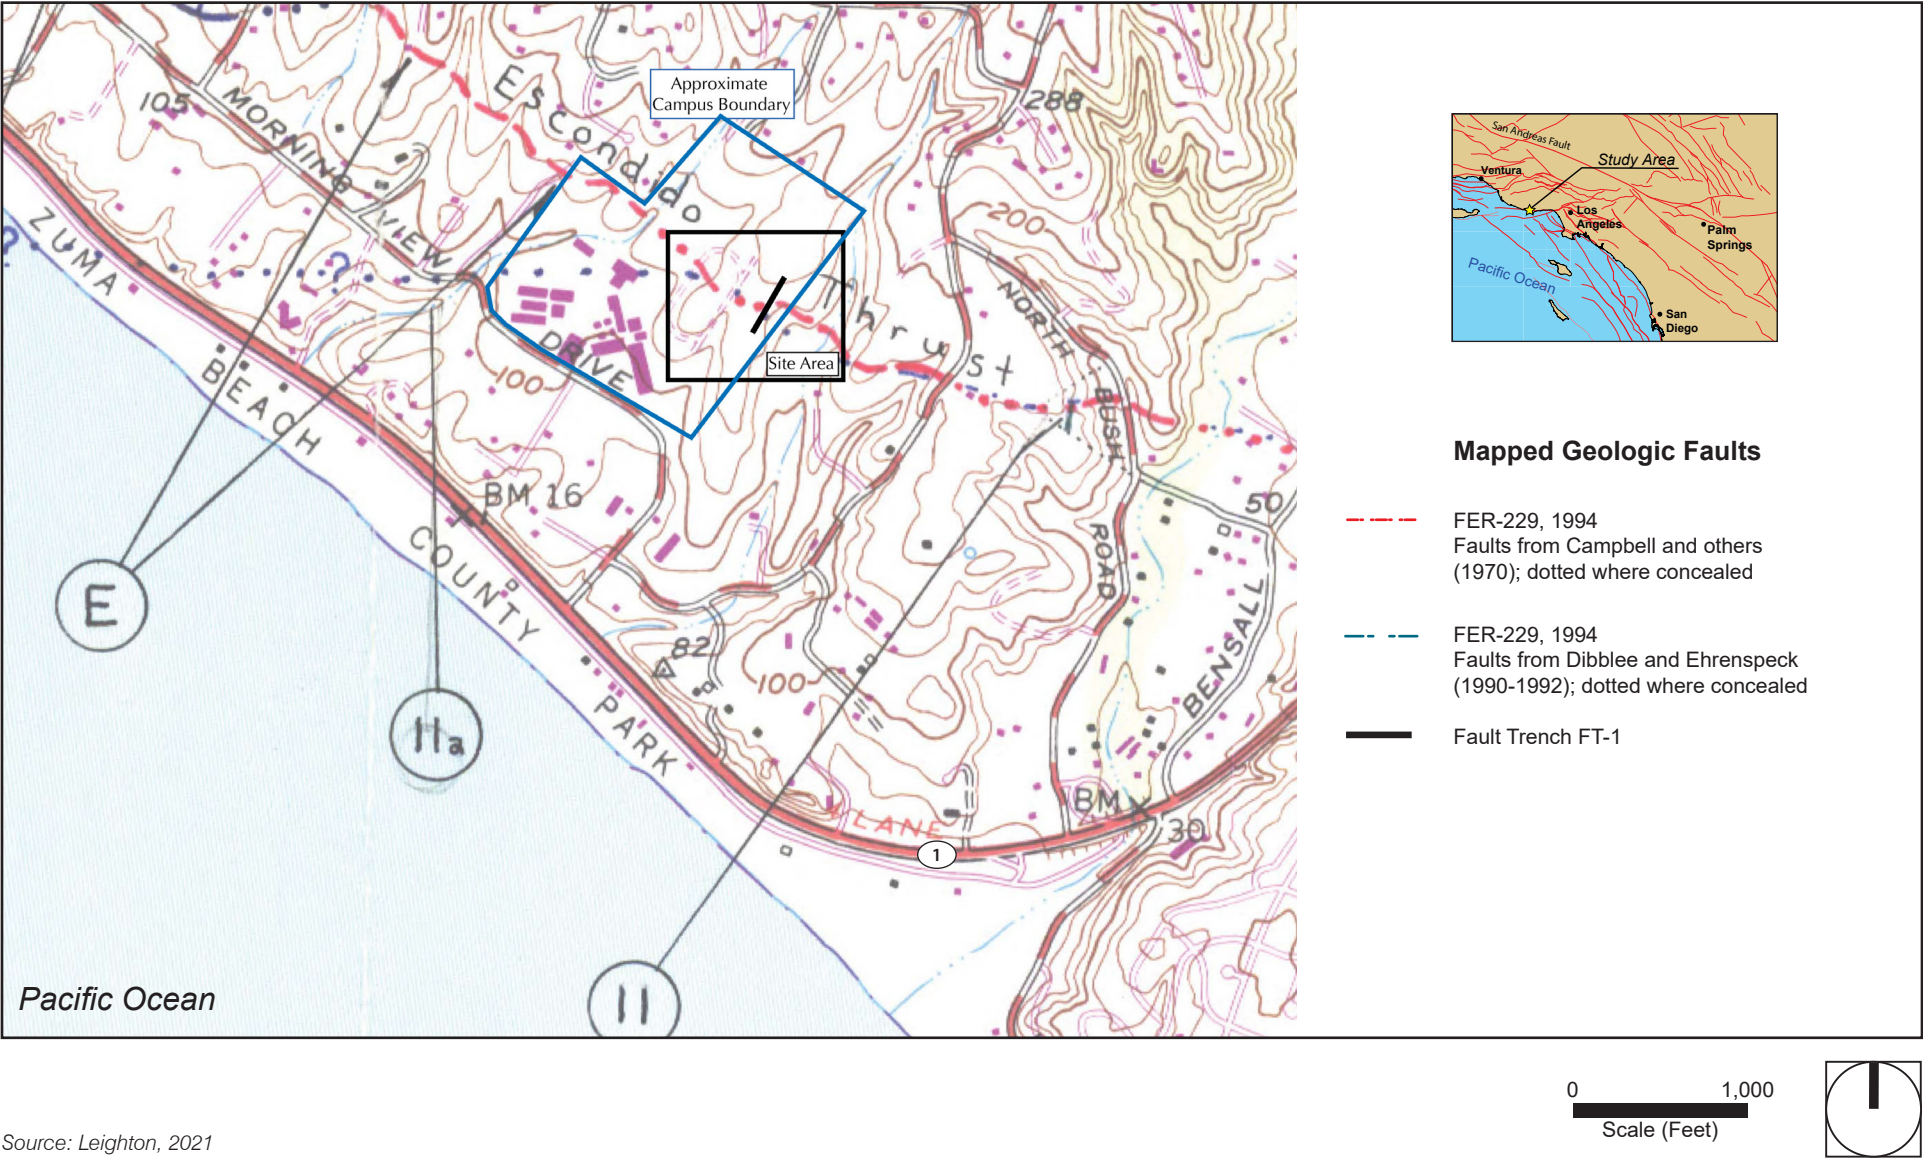 Approximate
Campus Boundary
Escondido
Thrust
105
MORNING
VIEW
DRIVE
288
200
ZUMA
BEACH
COUNTY
PARK
?
?
100
Site Area
NORTH
BUSH
ROAD
BM 16
50
E
82
100
BENSALL
IIa
LANE
1
BM
30
II
Pacific Ocean
San Andreas Fault
Study Area
Ventura
Los
Angeles
Palm
Springs
Pacific Ocean
San
Diego
Mapped Geologic Faults
FER-229, 1994
Faults from Campbell and others
(1970); dotted where concealed
FER-229, 1994
Faults from Dibblee and Ehrenspeck
(1990-1992); dotted where concealed
Fault Trench FT-1
0 1,000
Scale (Feet)
Source: Leighton, 2021